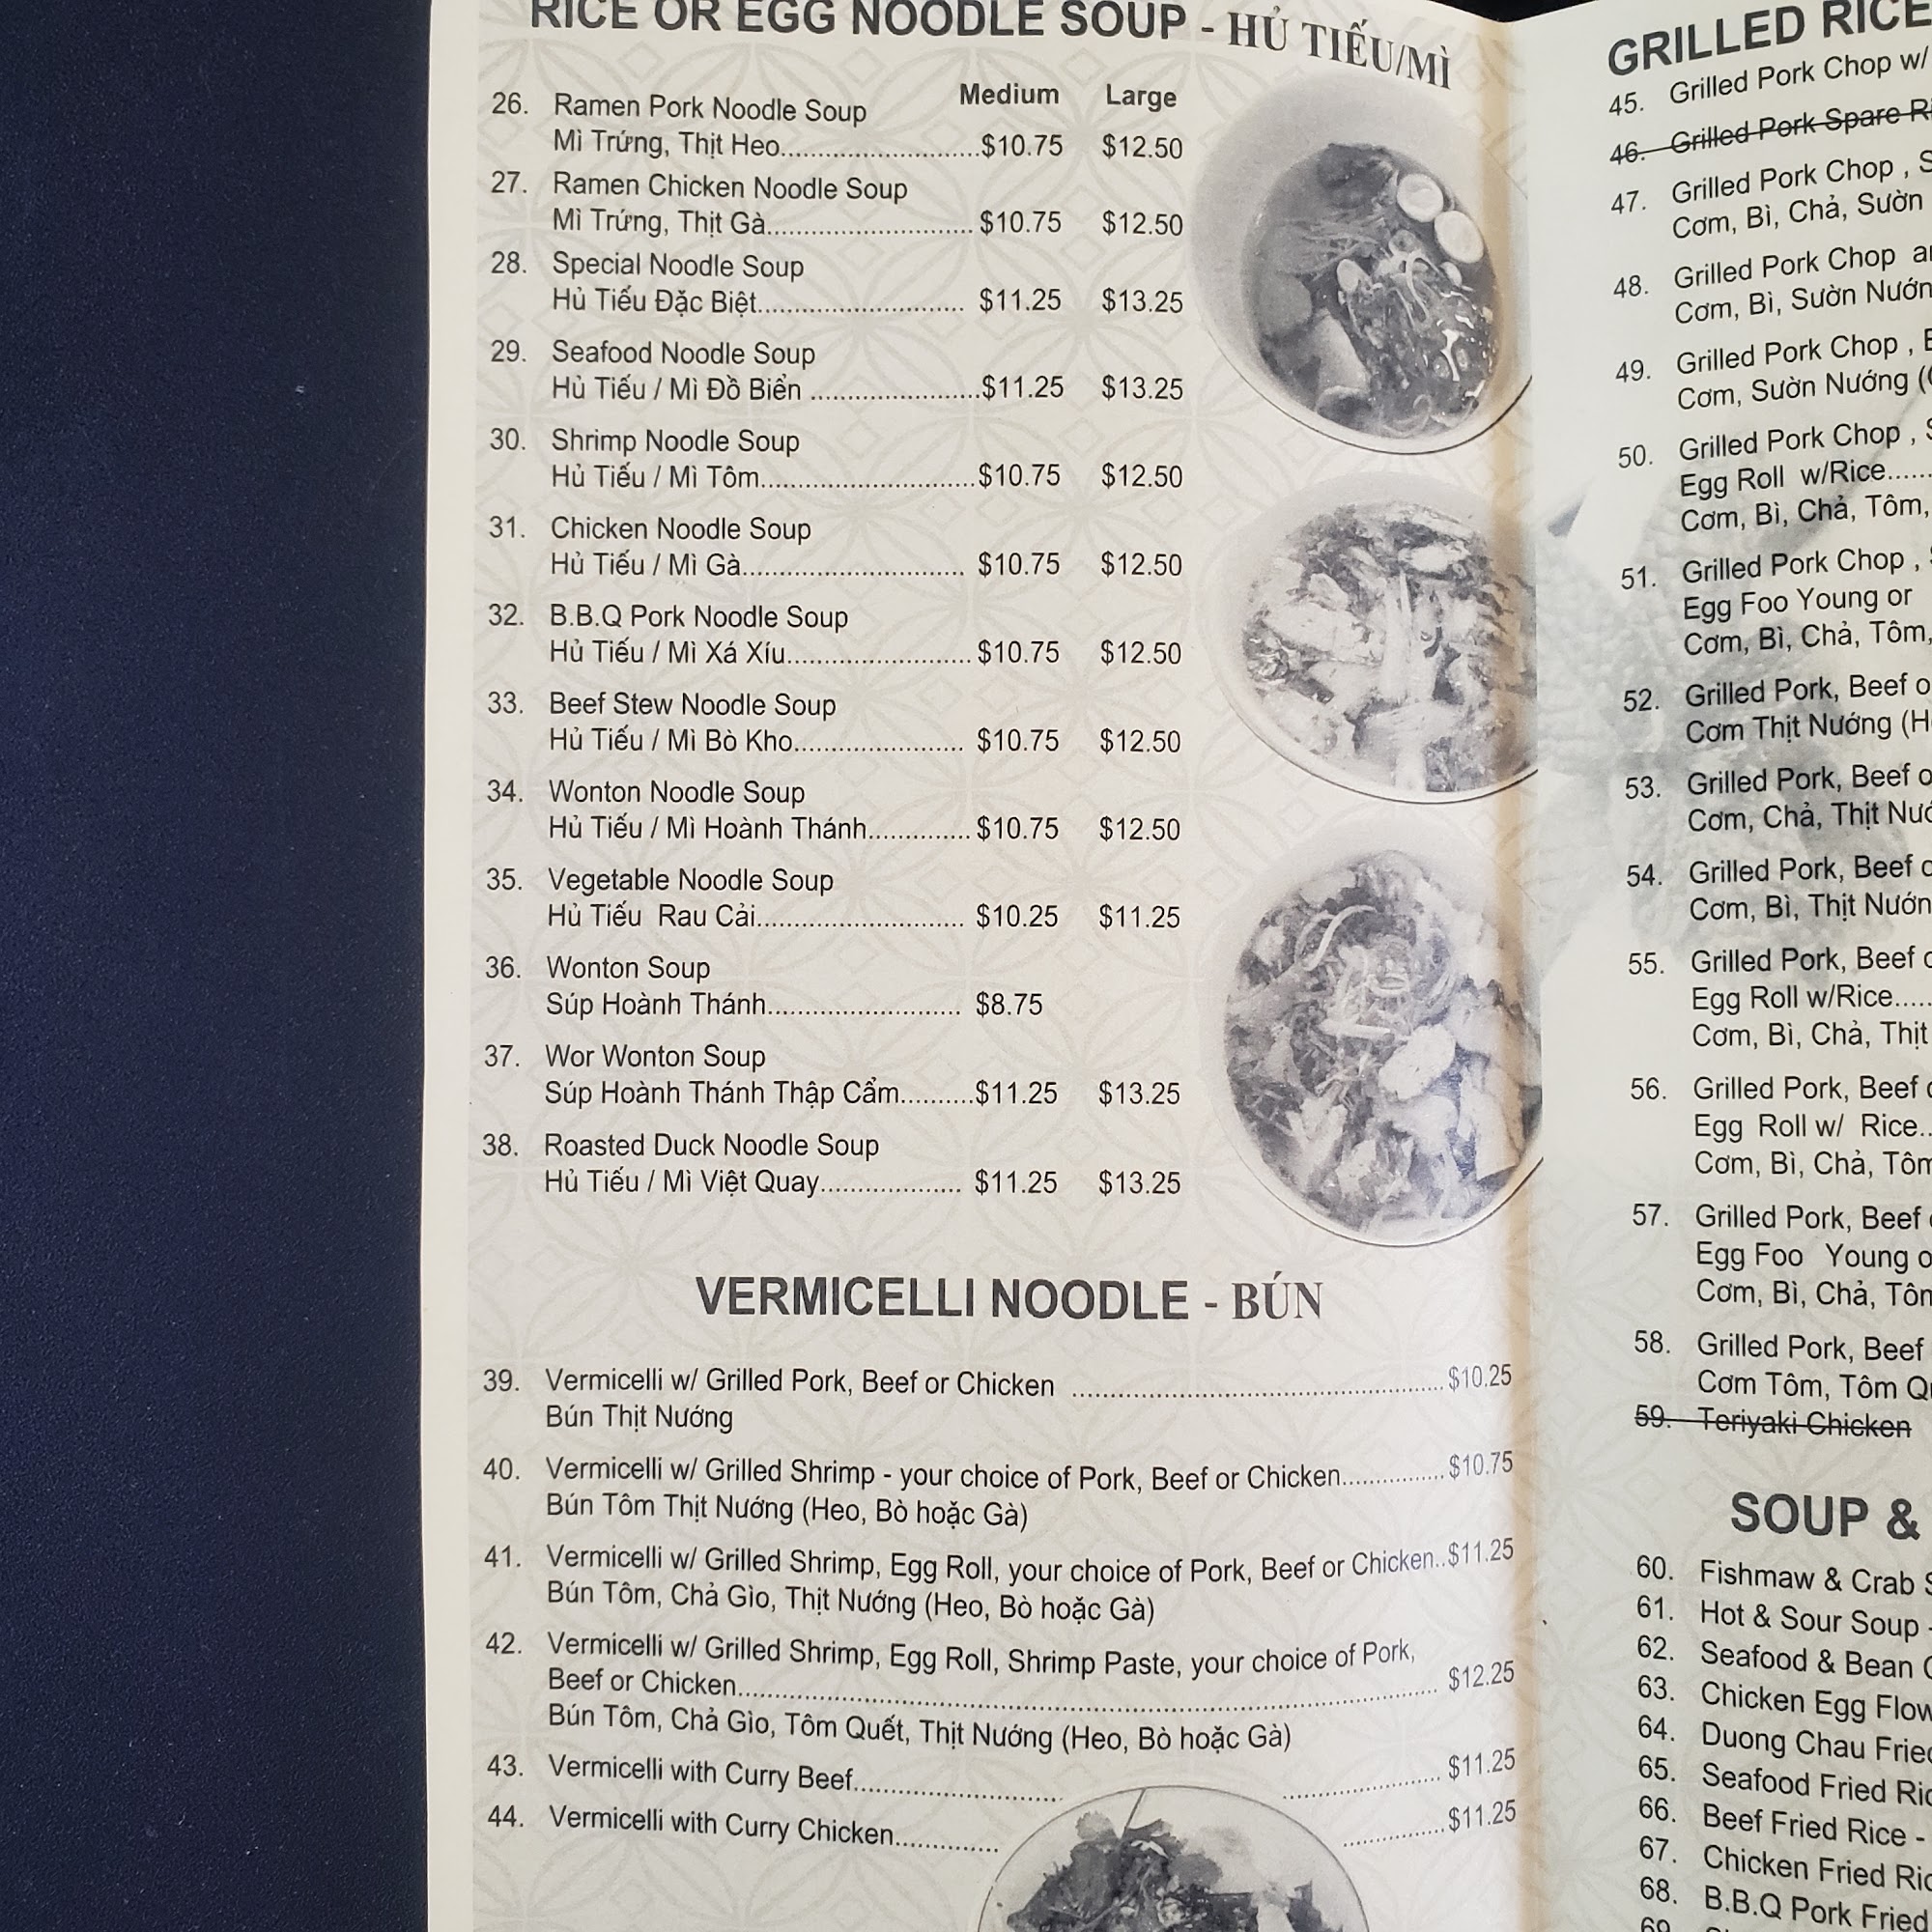 RICE OR EGG NOODLE SOUP - HỦ TIẾU/MÌ
Medium Large
26. Ramen Pork Noodle Soup
Mì Trứng, Thịt Heo..............................$10.75 $12.50
27. Ramen Chicken Noodle Soup
Mì Trứng, Thịt Gà............................... $10.75 $12.50
28. Special Noodle Soup
Hủ Tiếu Đặc Biệt............................... $11.25 $13.25
29. Seafood Noodle Soup
Hủ Tiếu / Mì Đồ Biển .........................$11.25 $13.25
30. Shrimp Noodle Soup
Hủ Tiếu / Mì Tôm................................$10.75 $12.50
31. Chicken Noodle Soup
Hủ Tiếu / Mì Gà................................. $10.75 $12.50
32. B.B.Q Pork Noodle Soup
Hủ Tiếu / Mì Xá Xíu...........................$10.75 $12.50
33. Beef Stew Noodle Soup
Hủ Tiếu / Mì Bò Kho......................... $10.75 $12.50
34. Wonton Noodle Soup
Hủ Tiếu / Mì Hoành Thánh...............$10.75 $12.50
35. Vegetable Noodle Soup
Hủ Tiếu Rau Cải............................... $10.25 $11.25
36. Wonton Soup
Súp Hoành Thánh............................ $8.75
37. Wor Wonton Soup
Súp Hoành Thánh Thập Cẩm..........$11.25 $13.25
38. Roasted Duck Noodle Soup
Hủ Tiếu / Mì Việt Quay.................... $11.25 $13.25
VERMICELLI NOODLE - BÚN
39. Vermicelli w/ Grilled Pork, Beef or Chicken ......................................................$10.25
Bún Thịt Nướng
40. Vermicelli w/ Grilled Shrimp - your choice of Pork, Beef or Chicken...............$10.75
Bún Tôm Thịt Nướng (Heo, Bò hoặc Gà)
41. Vermicelli w/ Grilled Shrimp, Egg Roll, your choice of Pork, Beef or Chicken..$11.25
Bún Tôm, Chả Gìo, Thịt Nướng (Heo, Bò hoặc Gà)
42. Vermicelli w/ Grilled Shrimp, Egg Roll, Shrimp Paste, your choice of Pork,
Beef or Chicken.................................................................................................... $12.25
Bún Tôm, Chả Gìo, Tôm Quết, Thịt Nướng (Heo, Bò hoặc Gà)
43. Vermicelli with Curry Beef.............................. ...................... $11.25
44. Vermicelli with Curry Chicken............... ...............$11.25
GRILLED RICE
45. Grilled Pork Chop w/
46. Grilled Pork Spare
47. Grilled Pork Chop ,
Cơm, Bì, Chả, Sườn
48. Grilled Pork Chop
Cơm, Bì, Sườn
49. Grilled Pork Chop ,
Cơm, Sườn Nướng
50. Grilled Pork Chop ,
Egg Roll w/Rice......
Cơm, Bì, Chả, Tôm,
51. Grilled Pork Chop ,
Egg Foo Young or
Cơm, Bì, Chả, Tôm,
52. Grilled Pork, Beef
Cơm Thịt Nướng
53. Grilled Pork, Beef
Cơm, Chả, Thịt
54. Grilled Pork, Beef
Cơm, Bì, Thịt
55. Grilled Pork, Beef
Egg Roll w/Rice.....
Cơm, Bì, Chả, Thịt
56. Grilled Pork, Beef
Egg Roll w/ Rice..
Cơm, Bì, Chả,
57. Grilled Pork, Beef
Egg Foo Young
Cơm, Bì, Chả,
58. Grilled Pork, Beef
Cơm Tôm, Tôm
59. Teriyaki Chicken
SOUP &
60. Fishmaw & Crab
61. Hot & Sour Soup -
62. Seafood & Bean
63. Chicken Egg
64. Duong Chau
65. Seafood Fried
66. Beef Fried Rice -
67. Chicken Fried
68. B.B.Q Pork Fried